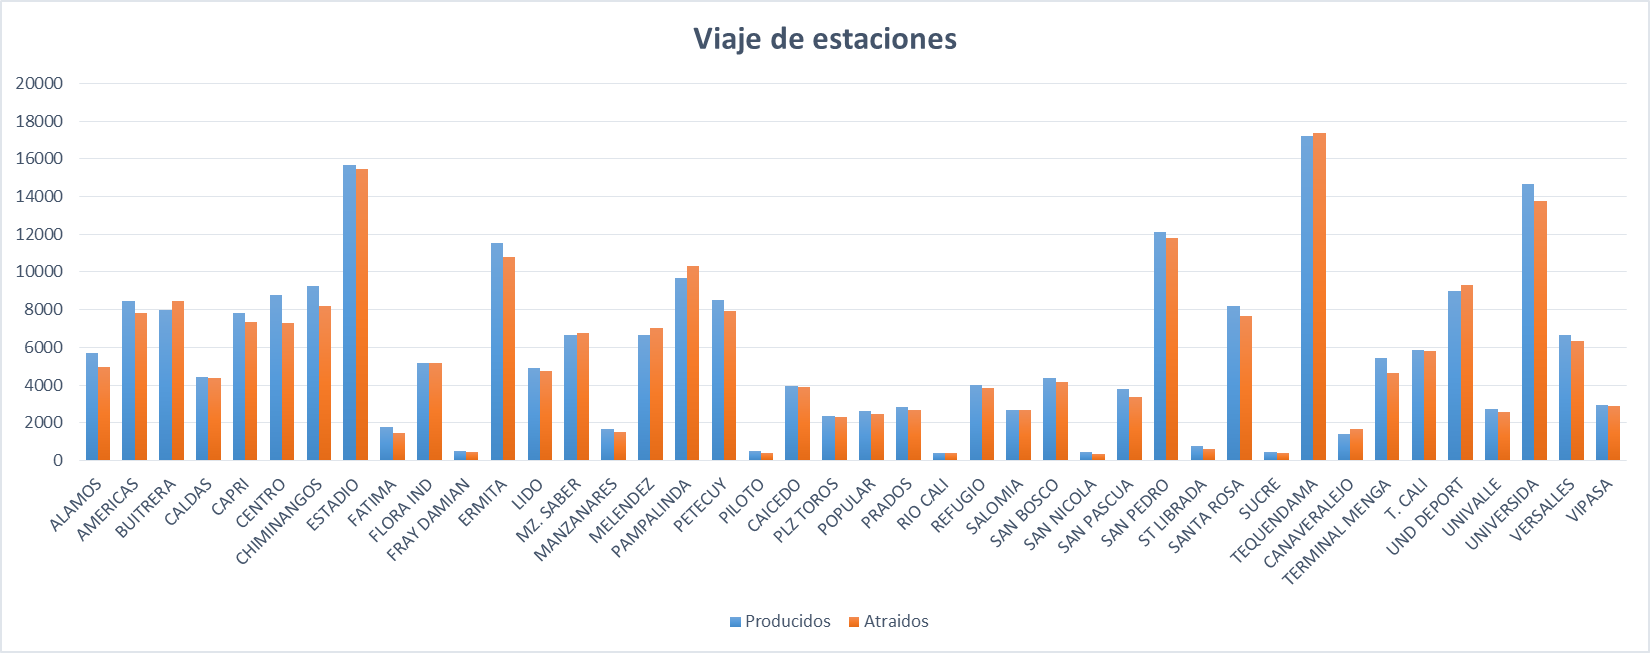 Viaje de estaciones
20000
18000
16000
14000
12000
10000
8000
6000
4000
2000
0
ALAMOS
AMERICAS
BUITRERA
CALDAS
CAPRI
CENTRO
CHIMINANGOS
ESTADIO
FATIMA
FLORA IND
FRAY DAMIAN
ERMITA
LIDO
MZ. SABER
MANZANARES
MELENDEZ
PAMPALINDA
PETECUY
PILOTO
CAICEDO
PLZ TOROS
POPULAR
PRADOS
RIO CALI
REFUGIO
SALOMIA
SAN BOSCO
SAN NICOLA
SAN PASCUA
SAN PEDRO
ST LIBRADA
SANTA ROSA
SUCRE
TEQUENDAMA
CANAVERALEJO
TERMINAL MENGA
T. CALI
UND DEPORT
UNIVALLE
UNIVERSIDA
VERSALLES
VIPASA
Producidos
Atraidos